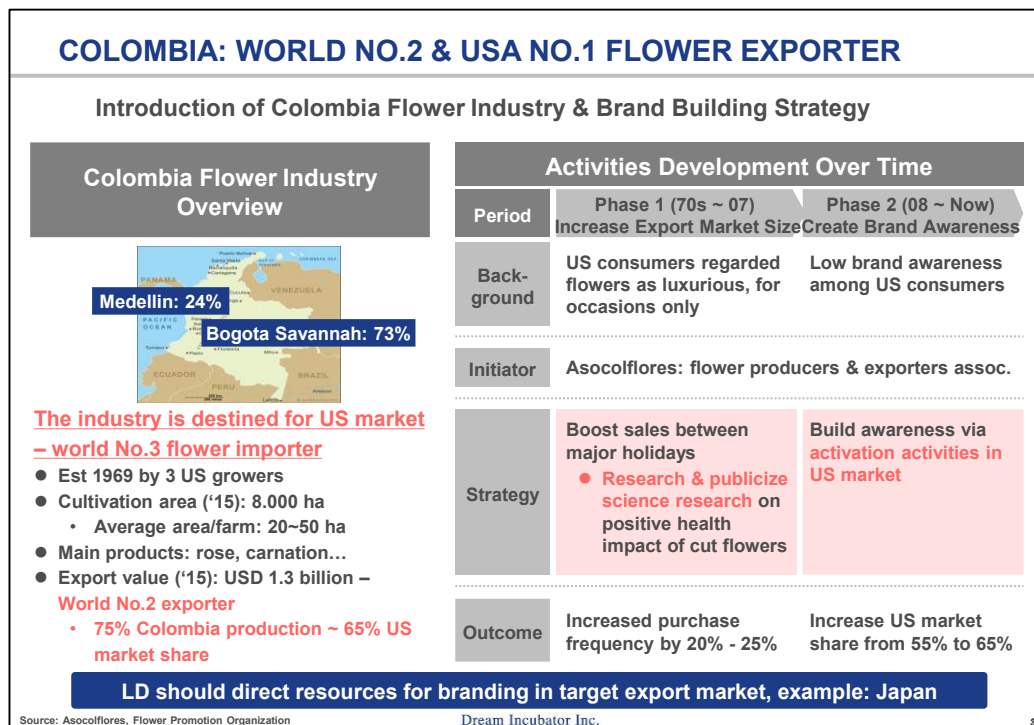 COLOMBIA: WORLD NO.2 & USA NO.1 FLOWER EXPORTER
Introduction of Colombia Flower Industry & Brand Building Strategy
Colombia Flower Industry
Overview
PANAMA
VENEZUELA
Medellin: 24%
PACIFIC
OCEAN
Bogota Savannah: 73%
ECUADOR
PERU
BRAZIL
The industry is destined for US market
– world No.3 flower importer
● Est 1969 by 3 US growers
● Cultivation area (‘15): 8.000 ha
• Average area/farm: 20~50 ha
● Main products: rose, carnation…
● Export value (‘15): USD 1.3 billion –
World No.2 exporter
• 75% Colombia production ~ 65% US
market share
Activities Development Over Time
Period
Phase 1 (70s ~ 07)
Increase Export Market Size
Phase 2 (08 ~ Now)
Create Brand Awareness
Back-
ground
US consumers regarded
flowers as luxurious, for
occasions only
Low brand awareness
among US consumers
Initiator
Asocolflores: flower producers & exporters assoc.
Strategy
Boost sales between
major holidays
● Research & publicize
science research on
positive health
impact of cut flowers
Build awareness via
activation activities in
US market
Outcome
Increased purchase
frequency by 20% - 25%
Increase US market
share from 55% to 65%
LD should direct resources for branding in target export market, example: Japan
Source: Asocolflores, Flower Promotion Organization
Dream Incubator Inc.